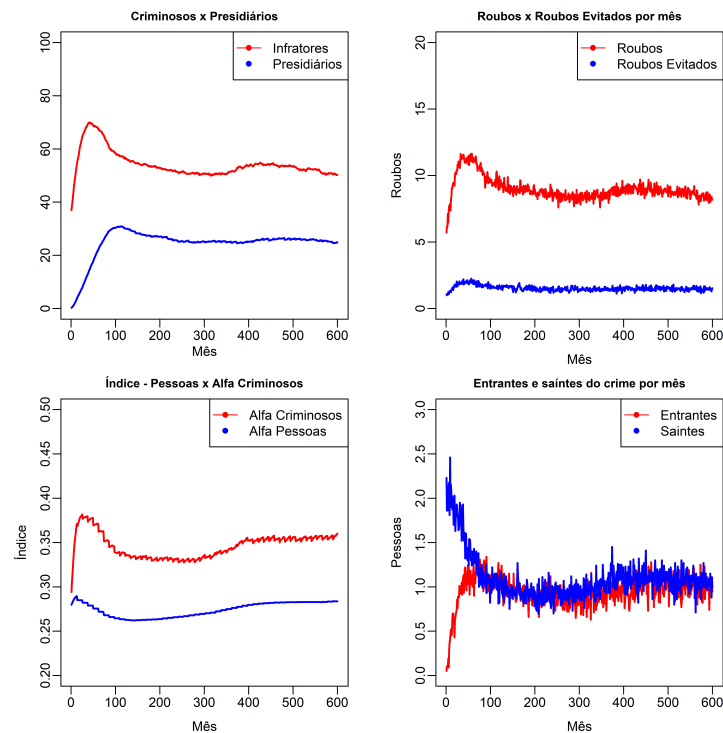 Criminosos x Presidiários
Infratores
Presidiários
100
80
60
40
20
0
0 100 200 300 400 500 600
Mês
Roubos x Roubos Evitados por mês
Roubos
Roubos Evitados
20
15
10
5
0
Roubos
0 100 200 300 400 500 600
Mês
Índice - Pessoas x Alfa Criminosos
Alfa Criminosos
Alfa Pessoas
0.50
0.45
0.40
0.35
0.30
0.25
0.20
Índice
0 100 200 300 400 500 600
Mês
Entrantes e saíntes do crime por mês
Entrantes
Saintes
3.0
2.5
2.0
1.5
1.0
0.5
0.0
Pessoas
0 100 200 300 400 500 600
Mês